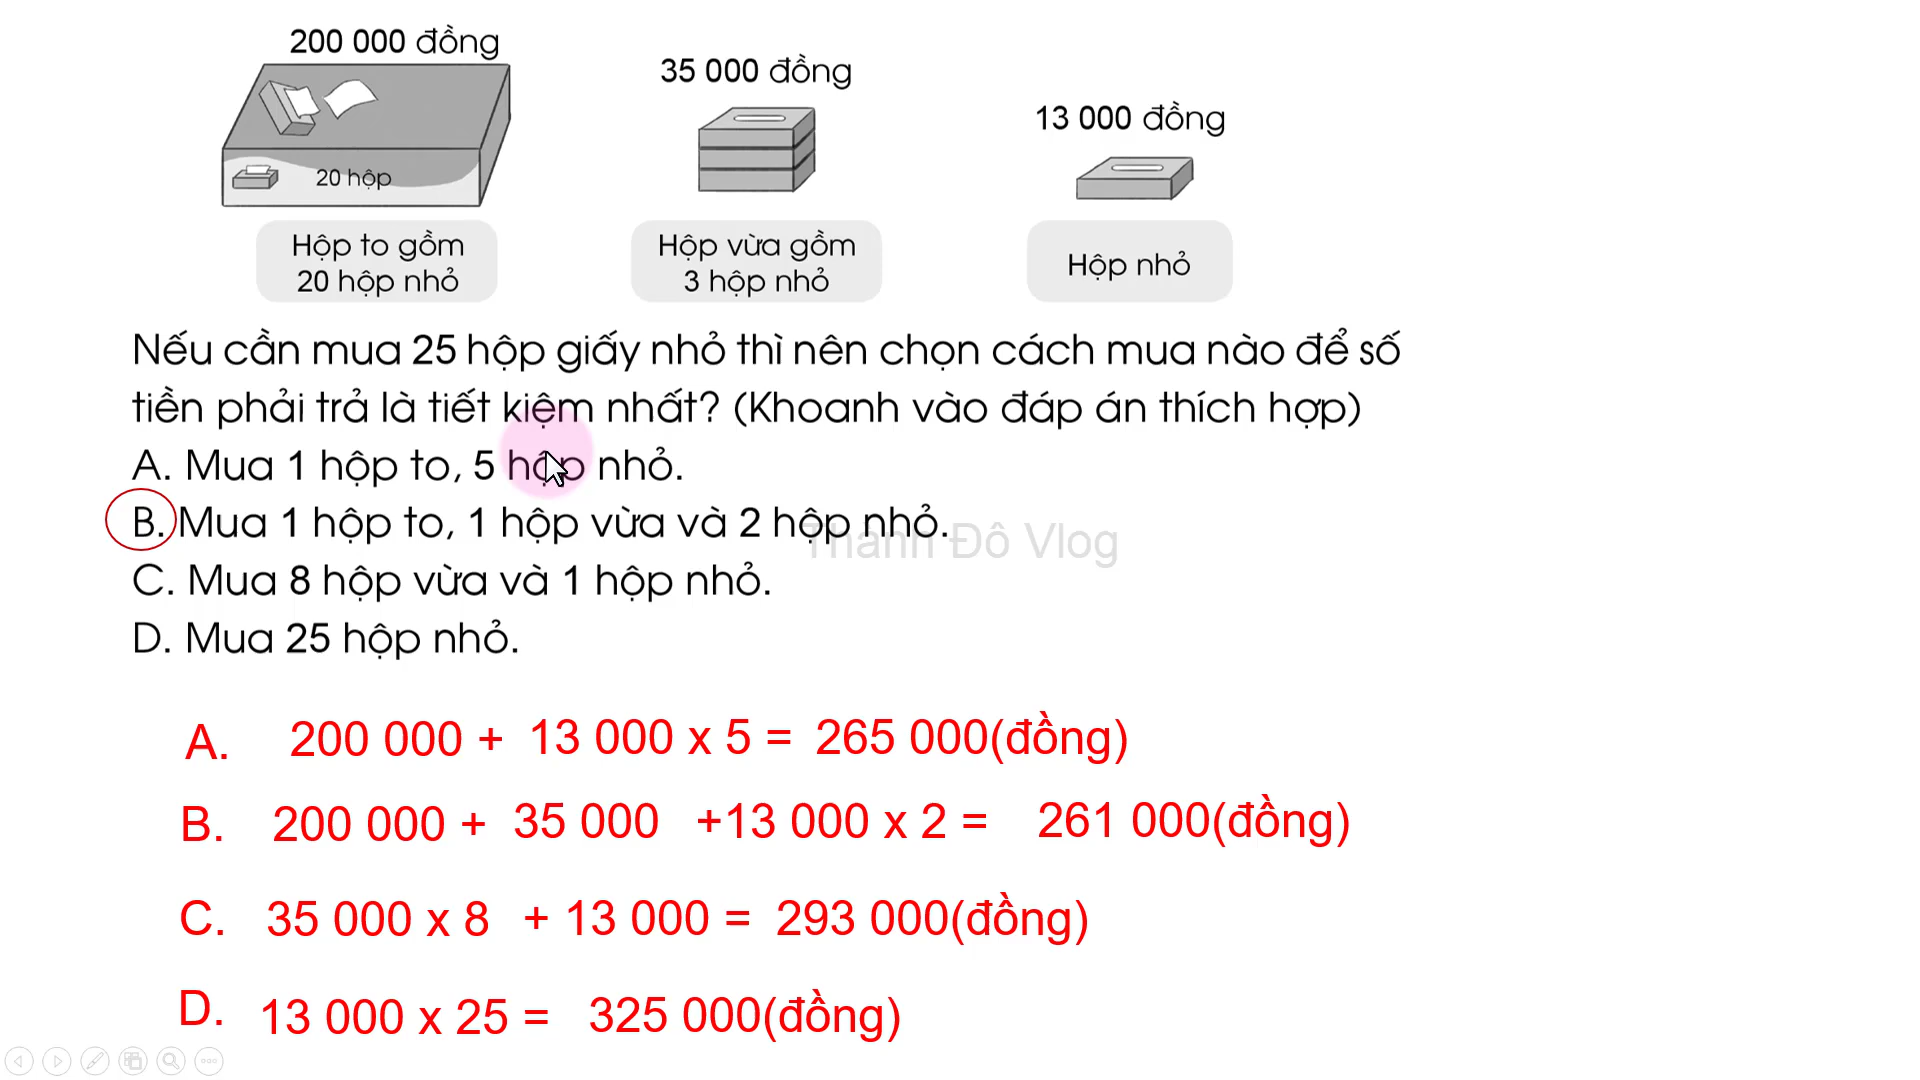 200 000 đồng
35 000 đồng
13 000 đồng
20 hộp
Hộp to gồm
20 hộp nhỏ
Hộp vừa gồm
3 hộp nhỏ
Hộp nhỏ
Nếu cần mua 25 hộp giấy nhỏ thì nên chọn cách mua nào để số
tiền phải trả là tiết kiệm nhất? (Khoanh vào đáp án thích hợp)
A. Mua 1 hộp to, 5 hộp nhỏ.
B. Mua 1 hộp to, 1 hộp vừa và 2 hộp nhỏ.
Thành Đô Vlog
C. Mua 8 hộp vừa và 1 hộp nhỏ.
D. Mua 25 hộp nhỏ.
A. 200 000 + 13 000 x 5 = 265 000(đồng)
B. 200 000 + 35 000 +13 000 x 2 = 261 000(đồng)
C. 35 000 x 8 + 13 000 = 293 000(đồng)
D. 13 000 x 25 = 325 000(đồng)